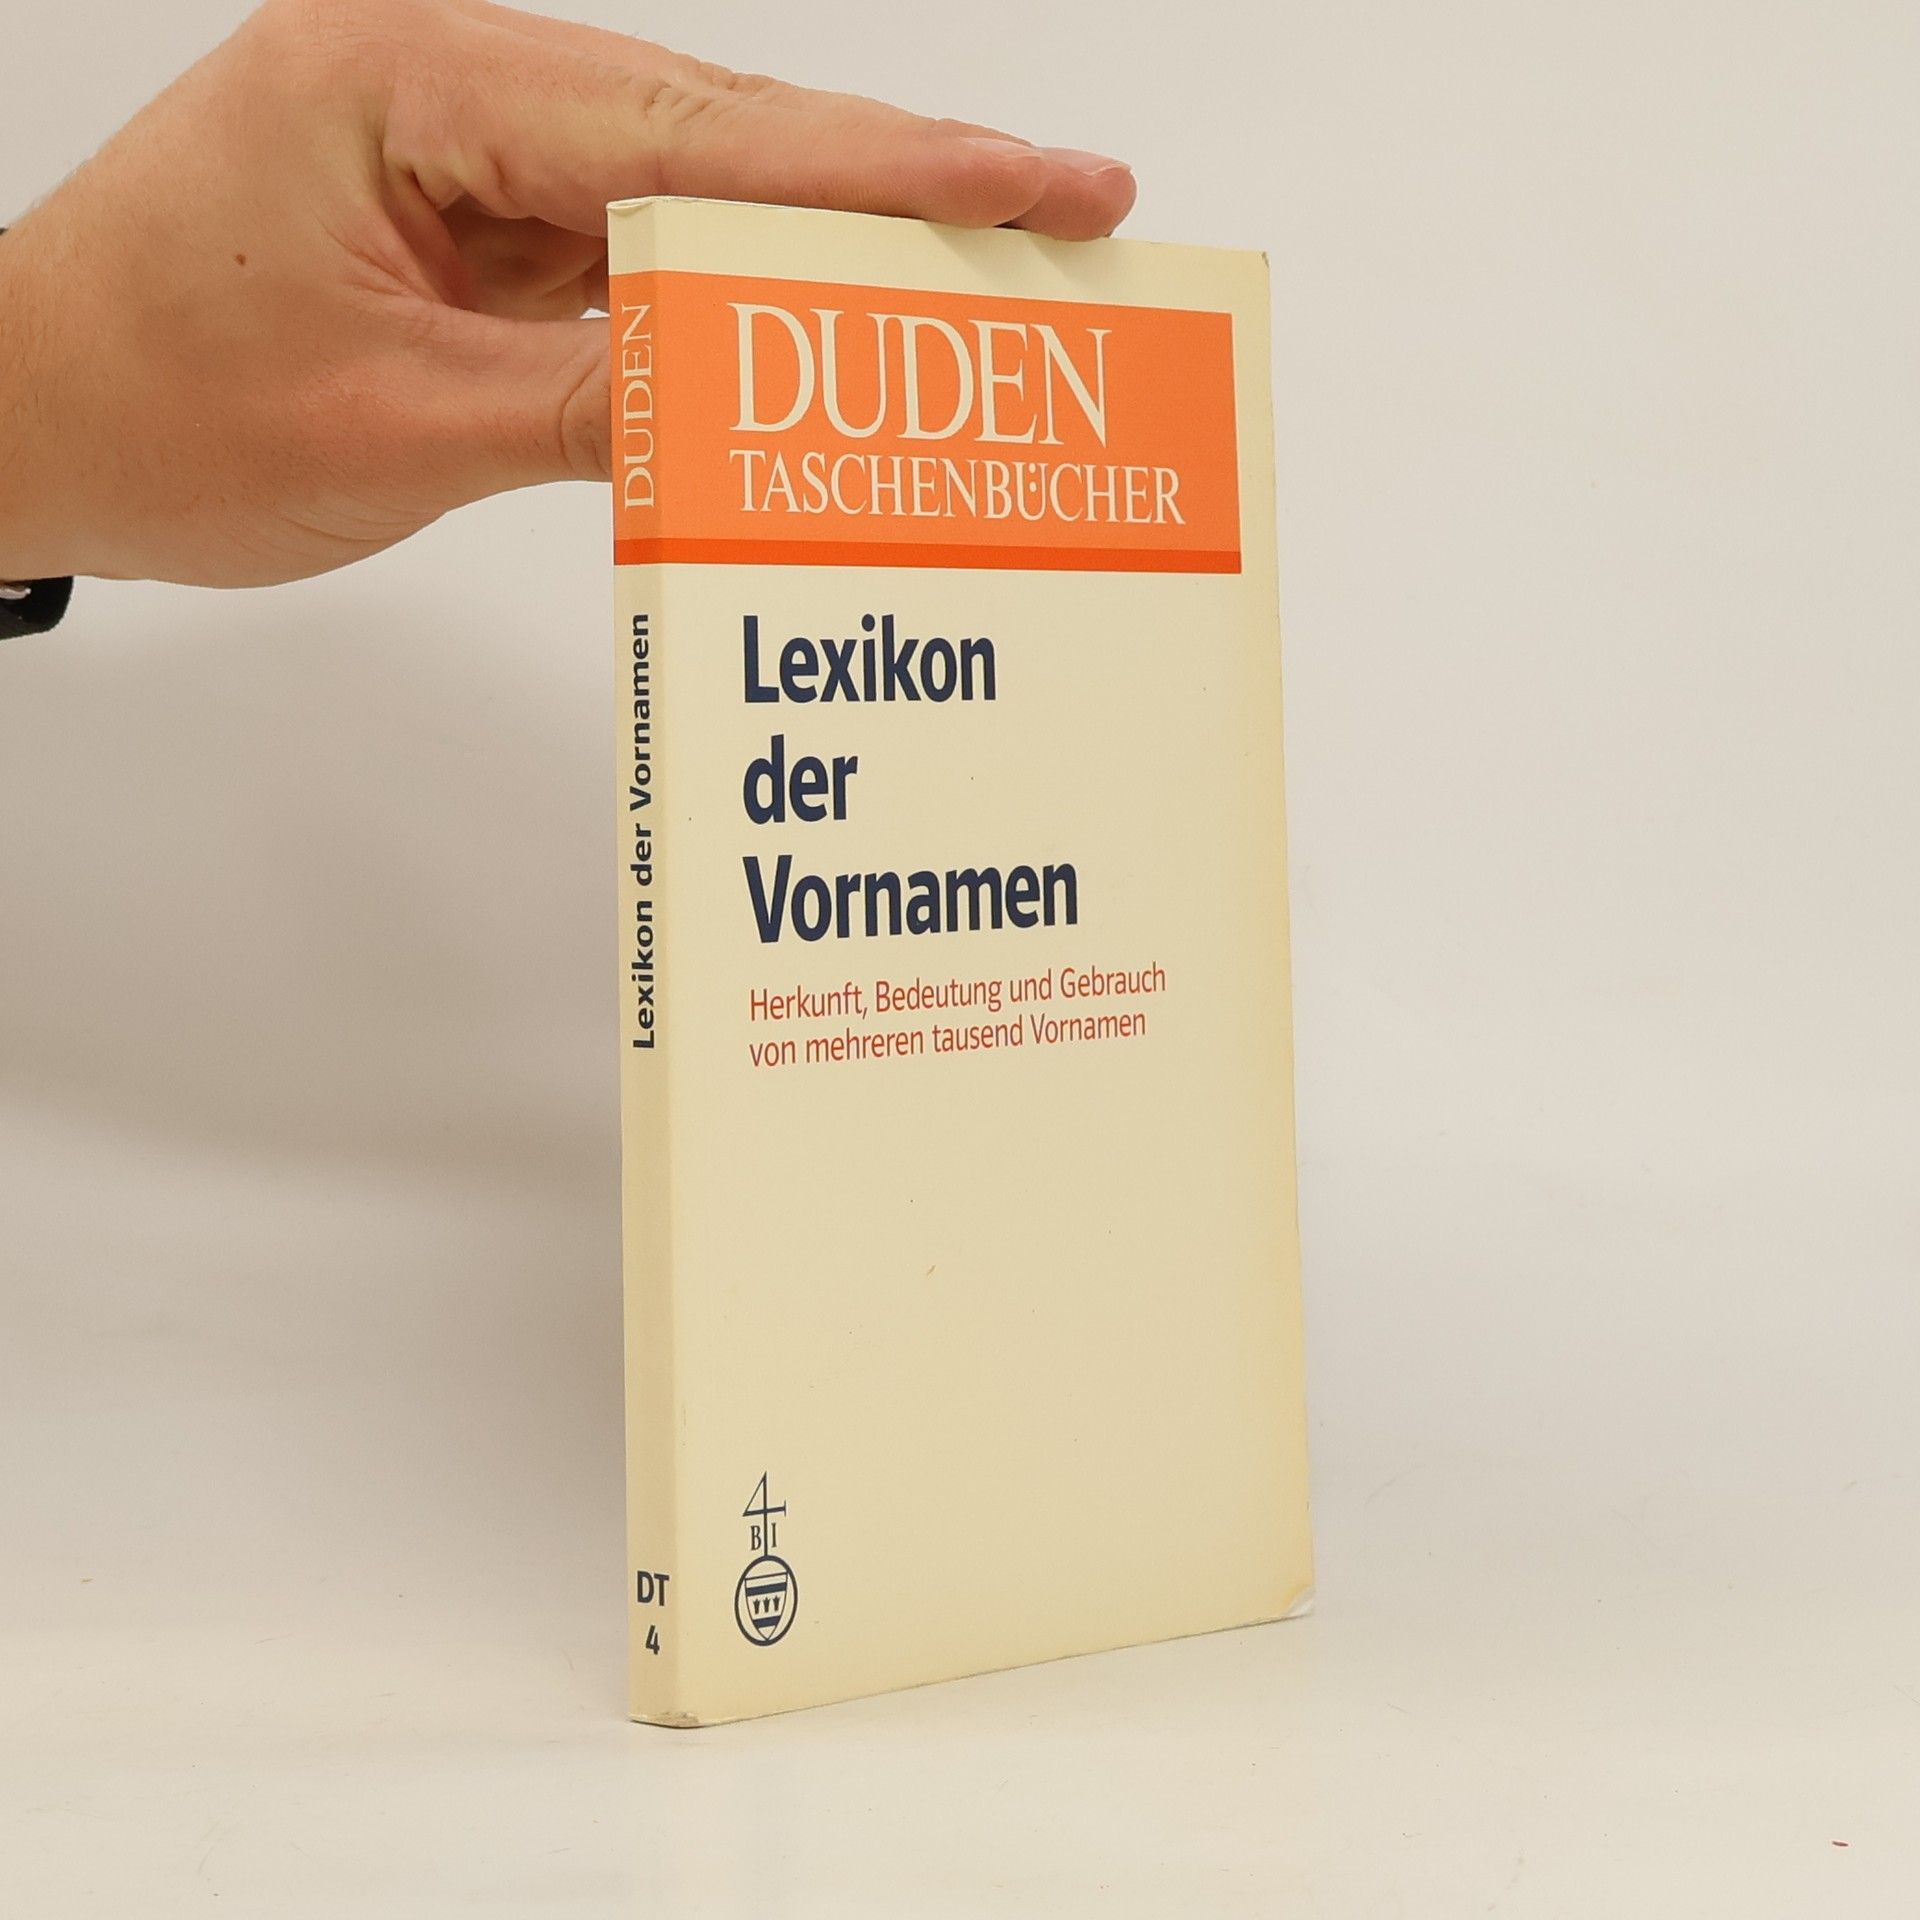 DUDEN
TASCHENBÜCHER
Lexikon
der
Vornamen
Herkunft, Bedeutung und Gebrauch
von mehreren tausend Vornamen
B I
DUDEN
Lexikon der Vornamen
DT
4